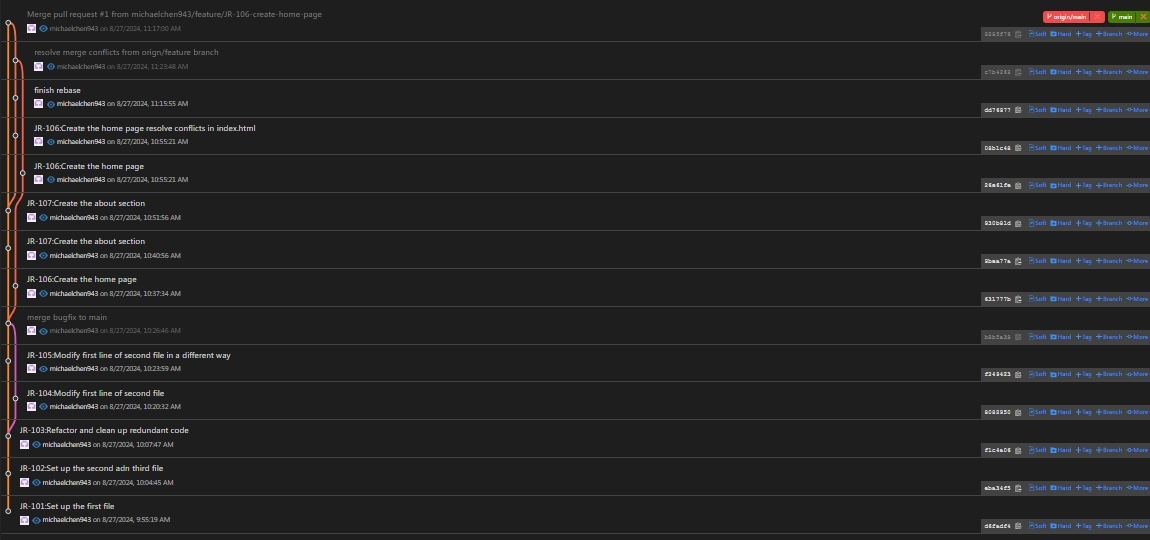 Merge pull request #1 from michaelchen943/feature/JR-106-create-home-page
origin/main
main
michaelchen943 on 8/27/2024, 11:17:00 AM
Soft Hard +Tag +Branch More
resolve merge conflicts from orign/feature branch
michaelchen943 on 8/27/2024, 11:23:48 AM
Soft Hard +Tag +Branch More
finish rebase
michaelchen943 on 8/27/2024, 11:15:55 AM
dd76877 Soft Hard +Tag +Branch More
JR-106:Create the home page resolve conflicts in index.html
michaelchen943 on 8/27/2024, 10:55:21 AM
08b1c48 Soft Hard +Tag +Branch More
JR-106:Create the home page
michaelchen943 on 8/27/2024, 10:55:21 AM
Soft Hard +Tag +Branch More
JR-107:Create the about section
michaelchen943 on 8/27/2024, 10:51:56 AM
Soft Hard +Tag +Branch More
JR-107:Create the about section
michaelchen943 on 8/27/2024, 10:40:56 AM
Soft Hard +Tag +Branch More
JR-106:Create the home page
michaelchen943 on 8/27/2024, 10:37:34 AM
631777b Soft Hard +Tag +Branch More
merge bugfix to main
michaelchen943 on 8/27/2024, 10:26:46 AM
Soft Hard +Tag +Branch More
JR-105:Modify first line of second file in a different way
michaelchen943 on 8/27/2024, 10:23:59 AM
Soft Hard +Tag +Branch More
JR-104:Modify first line of second file
michaelchen943 on 8/27/2024, 10:20:32 AM
Soft Hard +Tag +Branch More
JR-103:Refactor and clean up redundant code
michaelchen943 on 8/27/2024, 10:07:47 AM
f1c4a06 Soft Hard +Tag +Branch More
JR-102:Set up the second adn third file
michaelchen943 on 8/27/2024, 10:04:45 AM
Soft Hard +Tag +Branch More
JR-101:Set up the first file
michaelchen943 on 8/27/2024, 9:55:19 AM
Soft Hard +Tag +Branch More